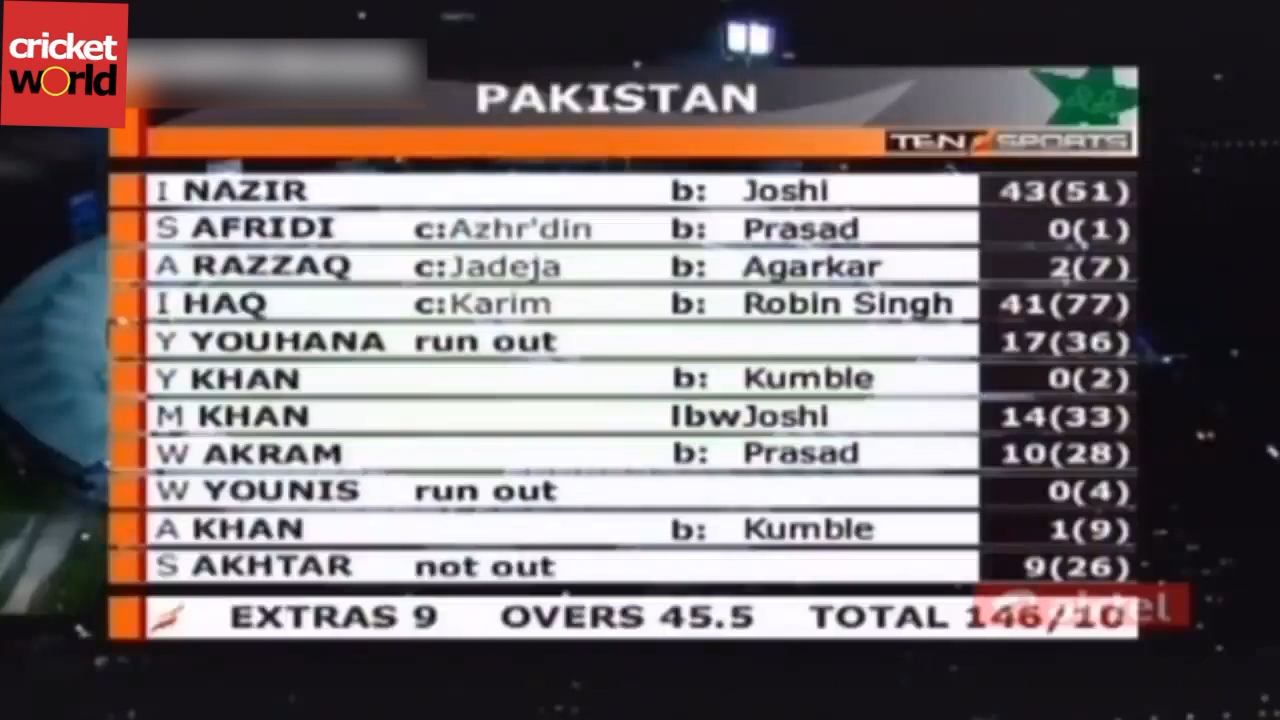 cricket
world
PAKISTAN
TEN SPORTS
I NAZIR b: Joshi 43(51)
S AFRIDI c:Azhr'din b: Prasad 0(1)
A RAZZAQ c:Jadeja b: Agarkar 2(7)
I HAQ c:Karim b: Robin Singh 41(77)
Y YOUHANA run out 17(36)
Y KHAN b: Kumble 0(2)
M KHAN lbw Joshi 14(33)
W AKRAM b: Prasad 10(28)
W YOUNIS run out 0(4)
A KHAN b: Kumble 1(9)
S AKHTAR not out 9(26)
EXTRAS 9 OVERS 45.5 TOTAL 146/10